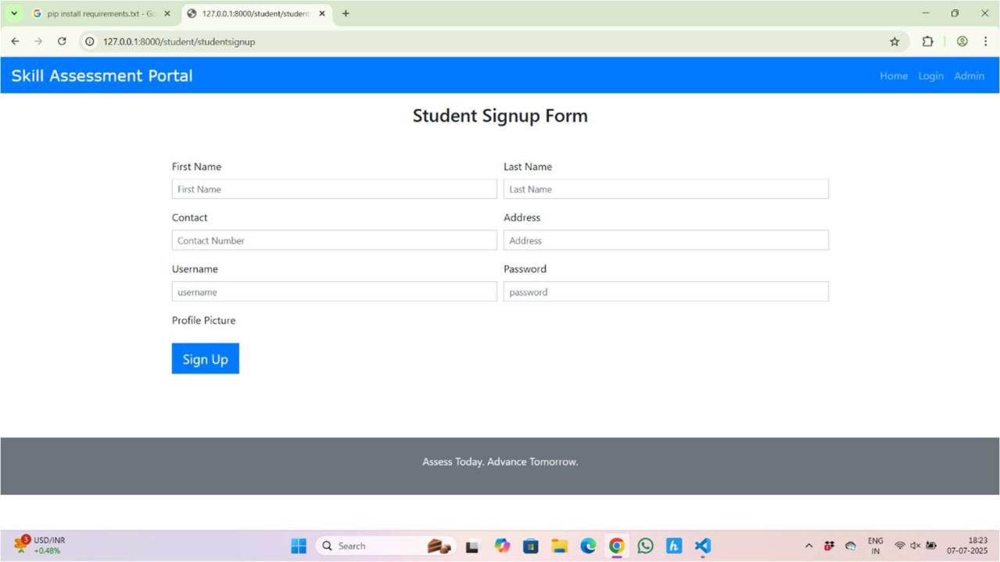 pip install requirements.txt - Go
127.0.0.1:8000/student/student
127.0.0.1:8000/student/studentsignup
Skill Assessment Portal
Home Login Admin
Student Signup Form
First Name Last Name
First Name Last Name
Contact Address
Contact Number Address
Username Password
username password
Profile Picture
Sign Up
Assess Today. Advance Tomorrow.
3 USD/INR
+0.48%
Search
ENG
IN
18:23
07-07-2025